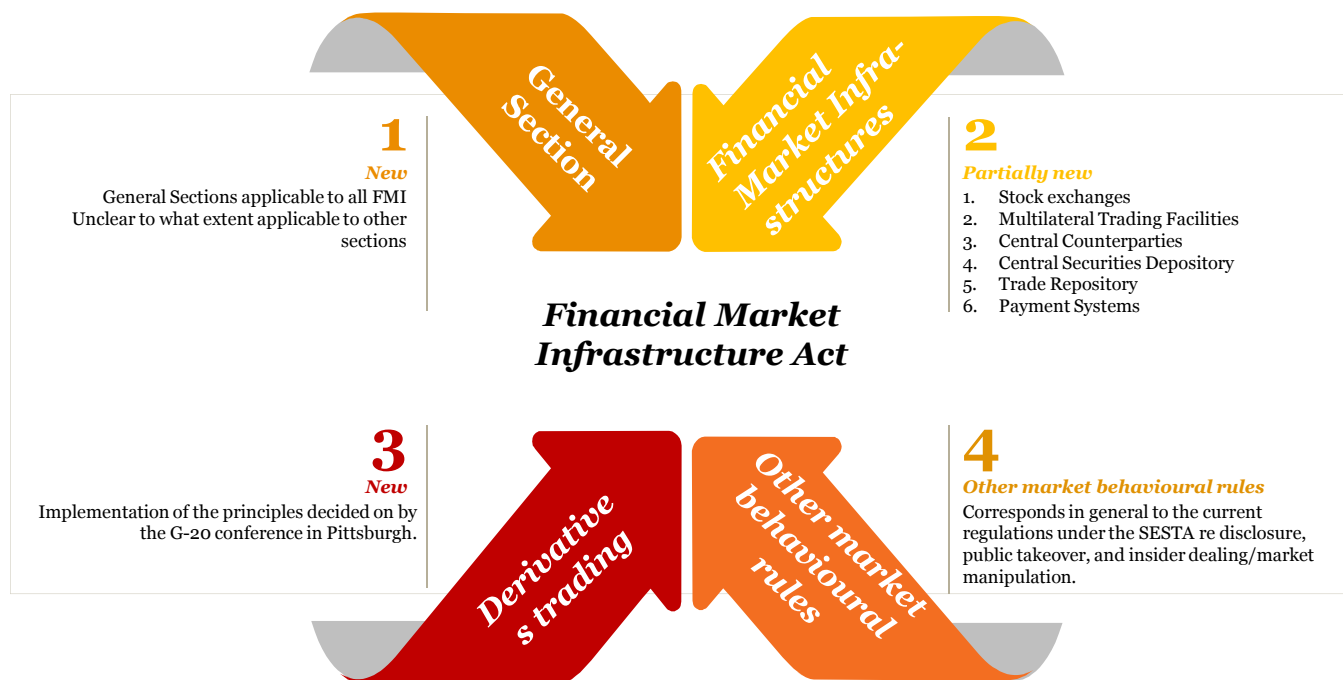 General
Section
Financial
Market Infra-
structures
1
New
General Sections applicable to all FMI
Unclear to what extent applicable to other
sections
2
Partially new
1. Stock exchanges
2. Multilateral Trading Facilities
3. Central Counterparties
4. Central Securities Depository
5. Trade Repository
6. Payment Systems
Financial Market
Infrastructure Act
3
New
Implementation of the principles decided on by
the G-20 conference in Pittsburgh.
Derivative
s trading
Other market
behavioural
rules
4
Other market behavioural rules
Corresponds in general to the current
regulations under the SESTA re disclosure,
public takeover, and insider dealing/market
manipulation.